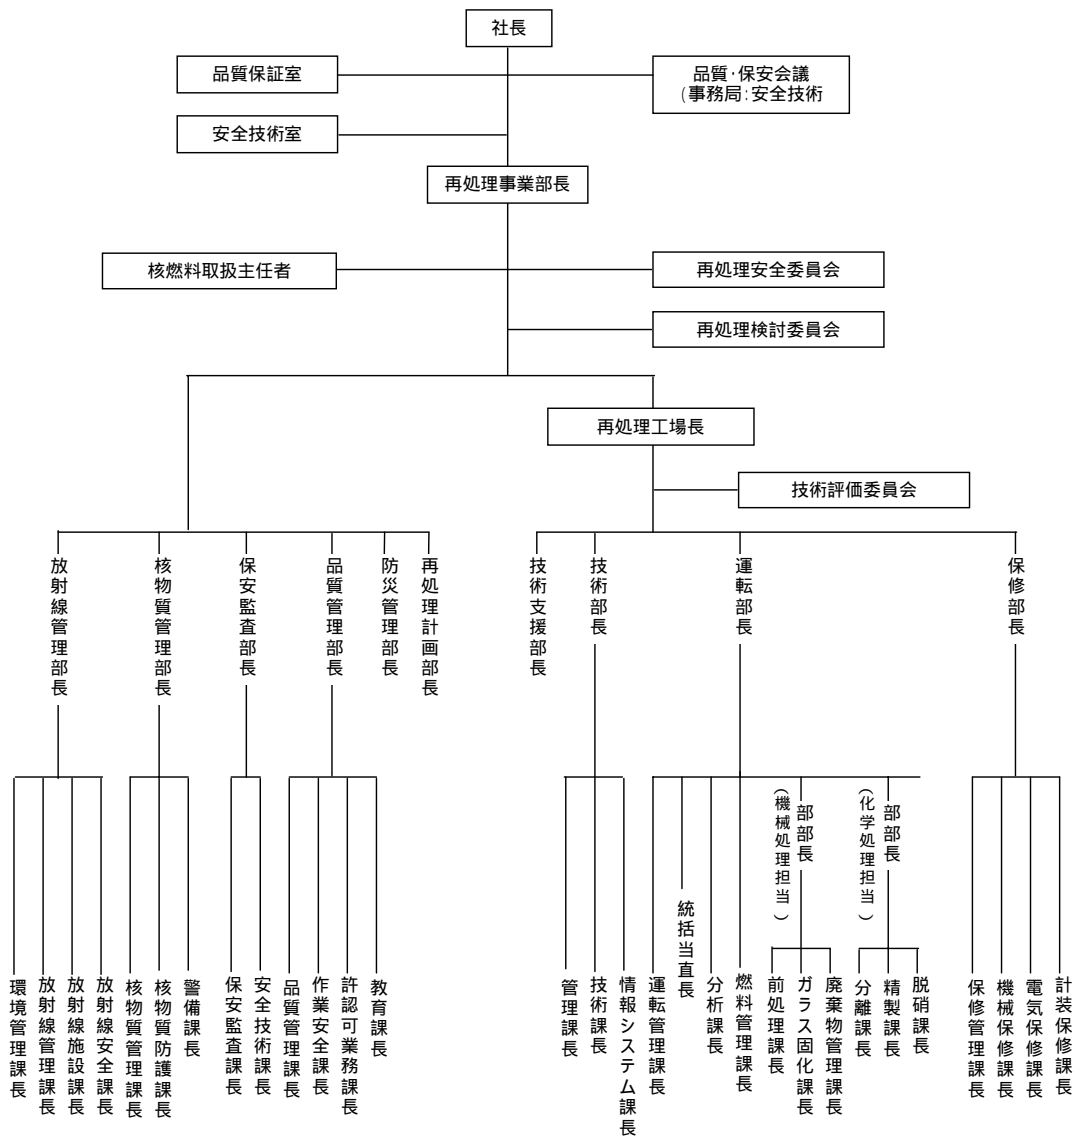 社長
品質保証室
品質・保安会議
(事務局:安全技術
安全技術室
再処理事業部長
核燃料取扱主任者
再処理安全委員会
再処理検討委員会
再処理工場長
技術評価委員会
放射線管理部長
核物質管理部長
保安監査部長
品質管理部長
防災管理部長
再処理計画部長
技術支援部長
技術部長
運転部長
保修部長
部部長
(機械処理担当)
部部長
(化学処理担当)
環境管理課長
放射線管理課長
放射線施設課長
放射線安全課長
核物質管理課長
核物質防護課長
警備課長
保安監査課長
安全技術課長
品質管理課長
作業安全課長
許認可業務課長
教育課長
管理課長
技術課長
情報システム課長
運転管理課長
統括当直長
分析課長
燃料管理課長
前処理課長
ガラス固化課長
廃棄物管理課長
分離課長
精製課長
脱硝課長
保修管理課長
機械保修課長
電気保修課長
計装保修課長